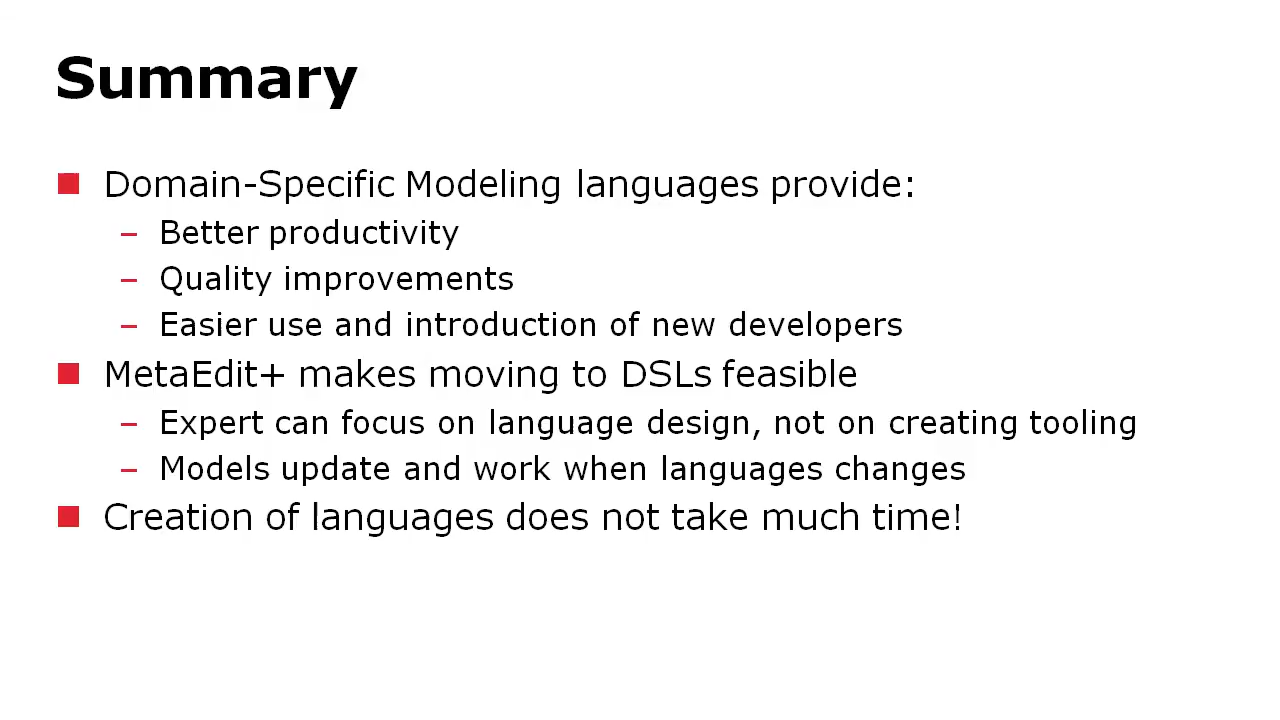 Summary
Domain-Specific Modeling languages provide:
– Better productivity
– Quality improvements
– Easier use and introduction of new developers
MetaEdit+ makes moving to DSLs feasible
– Expert can focus on language design, not on creating tooling
– Models update and work when languages changes
Creation of languages does not take much time!